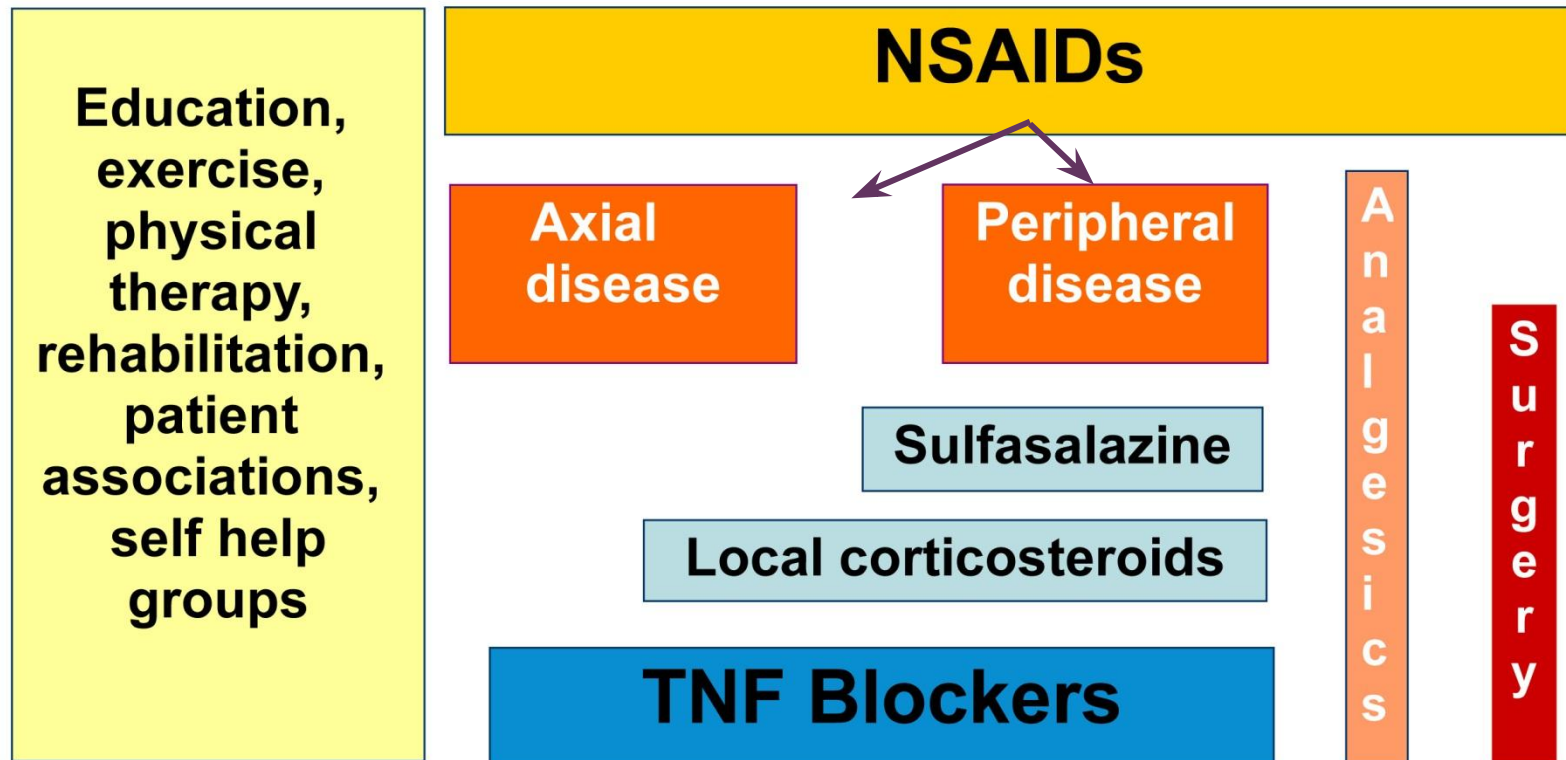 Education,
exercise,
physical
therapy,
rehabilitation,
patient
associations,
self help
groups
NSAIDs
Axial
disease
Peripheral
disease
Sulfasalazine
Local corticosteroids
TNF Blockers
Analgesics
Surgery